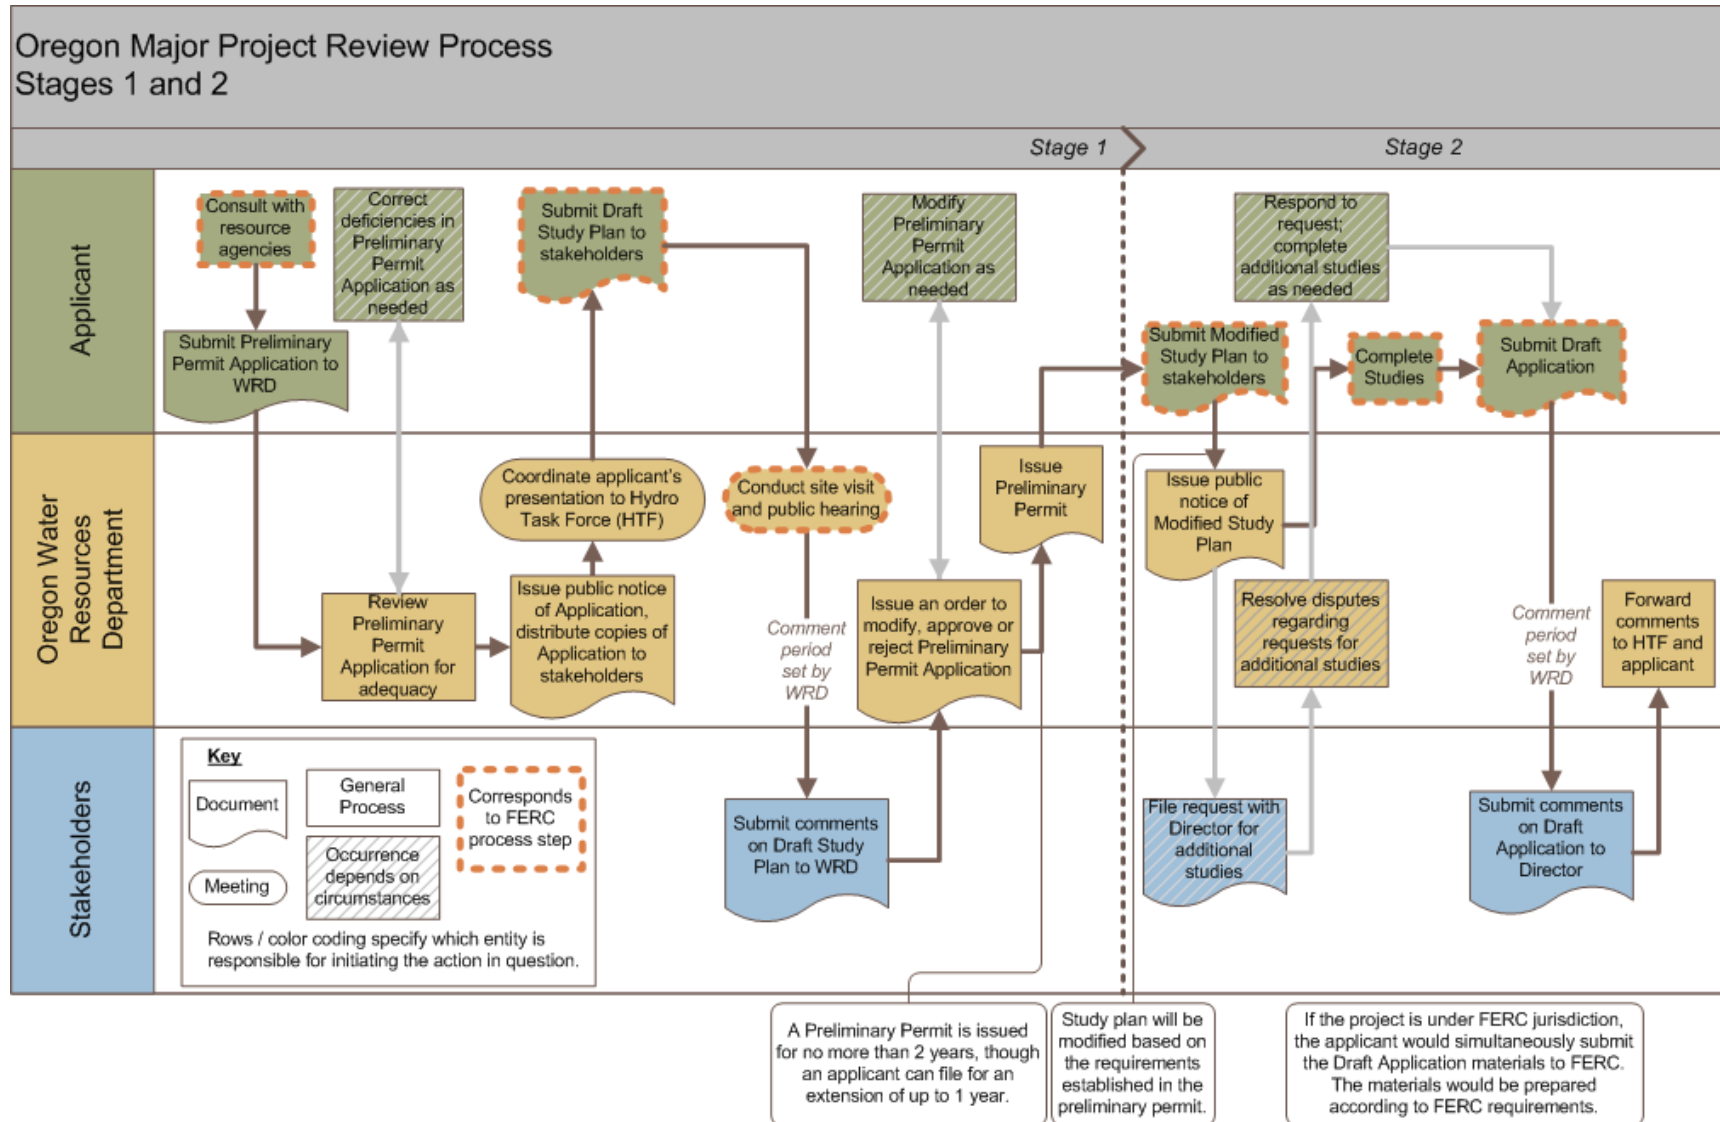 Oregon Major Project Review Process
Stages 1 and 2
Stage 1
Stage 2
Applicant
Consult with
resource
agencies
Correct
deficiencies in
Preliminary
Permit
Application as
needed
Submit Draft
Study Plan to
stakeholders
Modify
Preliminary
Permit
Application as
needed
Respond to
request;
complete
additional studies
as needed
Submit Preliminary
Permit Application to
WRD
Submit Modified
Study Plan to
stakeholders
Complete
Studies
Submit Draft
Application
Oregon Water
Resources
Department
Coordinate applicant's
presentation to Hydro
Task Force (HTF)
Conduct site visit
and public hearing
Issue
Preliminary
Permit
Issue public
notice of
Modified Study
Plan
Review
Preliminary
Permit
Application for
adequacy
Issue public notice
of Application,
distribute copies of
Application to
stakeholders
Comment
period
set by
WRD
Issue an order to
modify, approve or
reject Preliminary
Permit Application
Resolve disputes
regarding
requests for
additional studies
Comment
period
set by
WRD
Forward
comments
to HTF and
applicant
Stakeholders
Key
Document
General
Process
Corresponds
to FERC
process step
Meeting
Occurrence
depends on
circumstances
Rows / color coding specify which entity is
responsible for initiating the action in question.
Submit comments
on Draft Study
Plan to WRD
File request with
Director for
additional
studies
Submit comments
on Draft
Application to
Director
A Preliminary Permit is issued
for no more than 2 years, though
an applicant can file for an
extension of up to 1 year.
Study plan will be
modified based on
the requirements
established in the
preliminary permit.
If the project is under FERC jurisdiction,
the applicant would simultaneously submit
the Draft Application materials to FERC.
The materials would be prepared
according to FERC requirements.